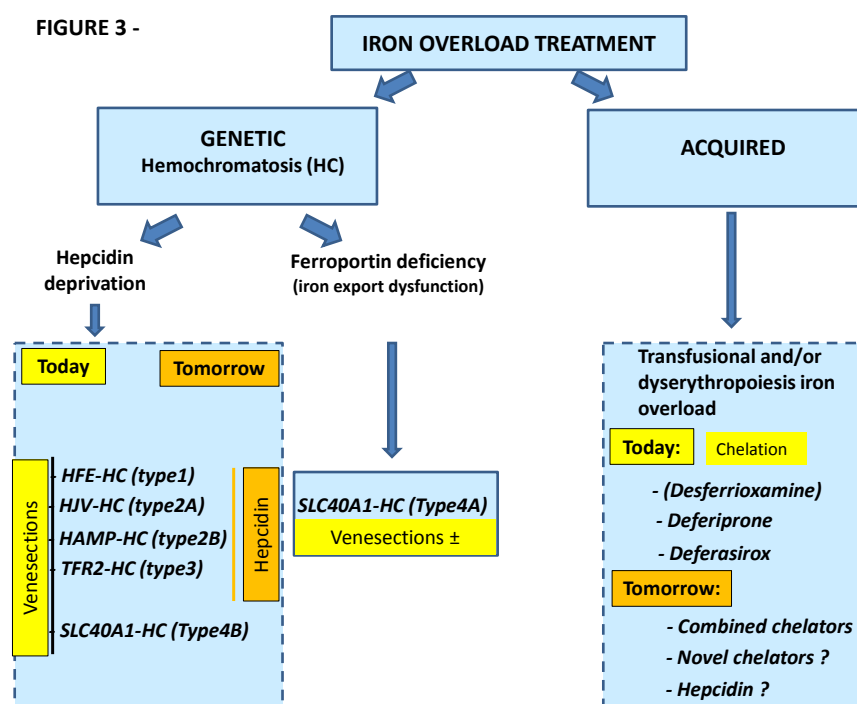 FIGURE 3 -
IRON OVERLOAD TREATMENT
GENETIC
Hemochromatosis (HC)
ACQUIRED
Hepcidin
deprivation
Ferroportin deficiency
(iron export dysfunction)
Today
Tomorrow
Venesections
HFE-HC (type1)
HJV-HC (type2A)
HAMP-HC (type2B)
TFR2-HC (type3)
SLC40A1-HC (Type4B)
Hepcidin
SLC40A1-HC (Type4A)
Venesections ±
Transfusional and/or
dyserythropoiesis iron
overload
Today:
Chelation
- (Desferrioxamine)
- Deferiprone
- Deferasirox
Tomorrow:
- Combined chelators
- Novel chelators ?
- Hepcidin ?